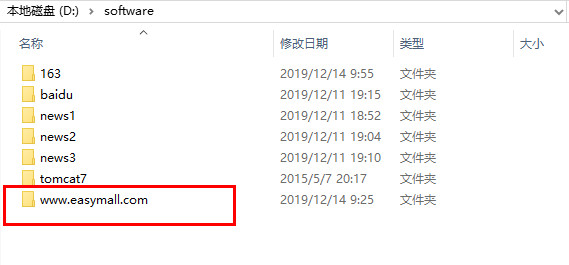 本地磁盘 (D:) › software
名称 修改日期 类型 大小
163 2019/12/14 9:55 文件夹
baidu 2019/12/11 19:15 文件夹
news1 2019/12/11 18:52 文件夹
news2 2019/12/11 19:04 文件夹
news3 2019/12/11 19:10 文件夹
tomcat7 2015/5/7 20:17 文件夹
www.easymall.com 2019/12/14 9:25 文件夹